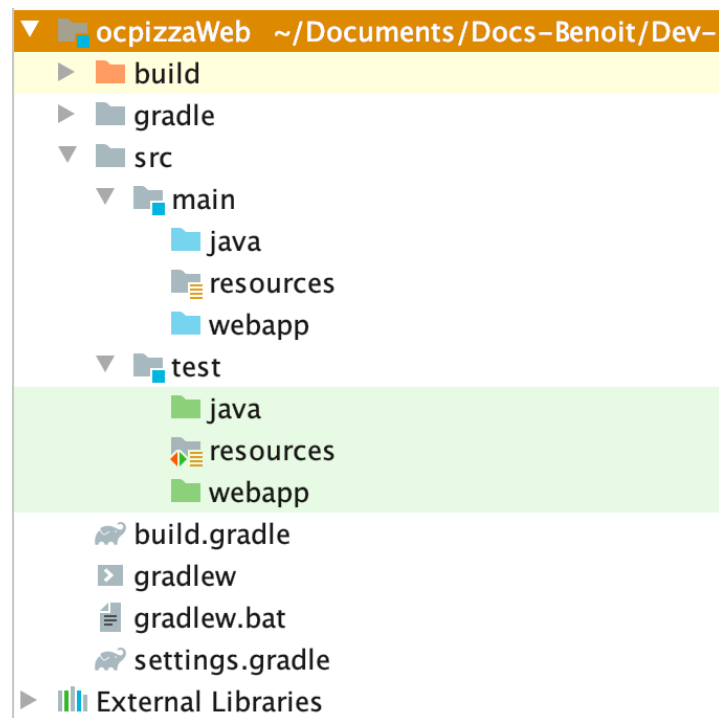 ocpizzaWeb ~/Documents/Docs-Benoit/Dev-
build
gradle
src
main
java
resources
webapp
test
java
resources
webapp
build.gradle
gradlew
gradlew.bat
settings.gradle
External Libraries